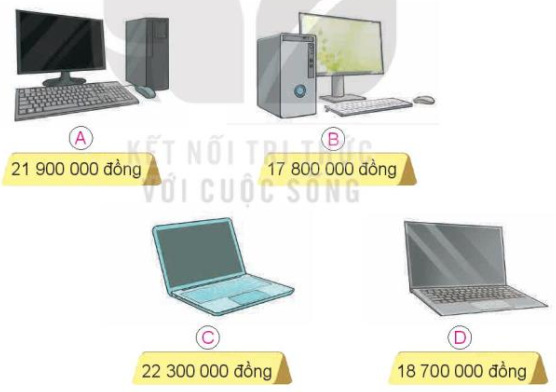 A
B
KẾT NỐI TRI THỨC
21 900 000 đồng
17 800 000 đồng
VỚI CUỘC SỐNG
C
D
22 300 000 đồng
18 700 000 đồng